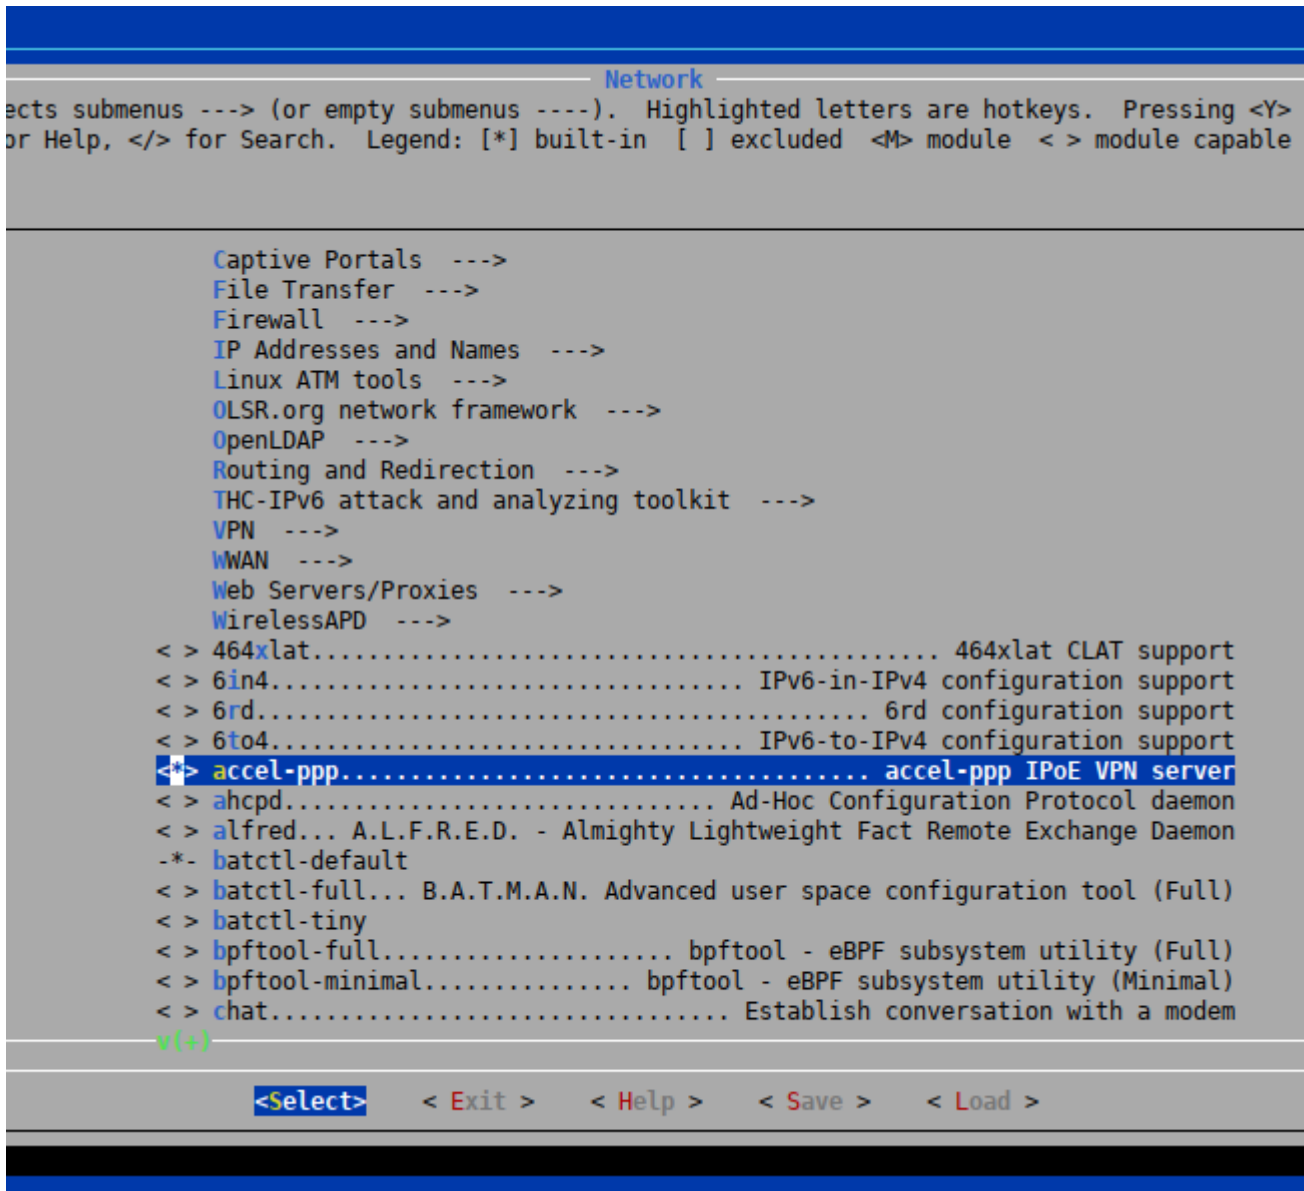 Network
ects submenus ---> (or empty submenus ----).  Highlighted letters are hotkeys.  Pressing <Y>
or Help, </> for Search.  Legend: [*] built-in  [ ] excluded  <M> module  < > module capable
Captive Portals  --->
File Transfer  --->
Firewall  --->
IP Addresses and Names  --->
Linux ATM tools  --->
OLSR.org network framework  --->
OpenLDAP  --->
Routing and Redirection  --->
THC-IPv6 attack and analyzing toolkit  --->
VPN  --->
WWAN  --->
Web Servers/Proxies  --->
WirelessAPD  --->
< > 464xlat............................................. 464xlat CLAT support
< > 6in4.................................. IPv6-in-IPv4 configuration support
< > 6rd............................................ 6rd configuration support
< > 6to4.................................. IPv6-to-IPv4 configuration support
<*> accel-ppp...................................... accel-ppp IPoE VPN server
< > ahcpd............................... Ad-Hoc Configuration Protocol daemon
< > alfred... A.L.F.R.E.D. - Almighty Lightweight Fact Remote Exchange Daemon
-*- batctl-default
< > batctl-full... B.A.T.M.A.N. Advanced user space configuration tool (Full)
< > batctl-tiny
< > bpftool-full..................... bpftool - eBPF subsystem utility (Full)
< > bpftool-minimal............... bpftool - eBPF subsystem utility (Minimal)
< > chat................................. Establish conversation with a modem
v(+)
<Select>    < Exit >    < Help >    < Save >    < Load >